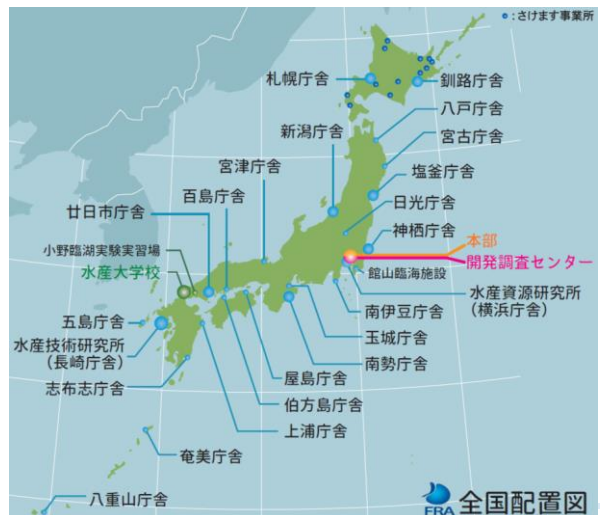 ●:さけます事業所
札幌庁舎
釧路庁舎
八戸庁舎
新潟庁舎
宮古庁舎
宮津庁舎
塩釜庁舎
百島庁舎
日光庁舎
廿日市庁舎
神栖庁舎
本部
小野臨湖実験実習場
開発調査センター
水産大学校
館山臨海施設
水産資源研究所
(横浜庁舎)
南伊豆庁舎
五島庁舎
玉城庁舎
水産技術研究所
(長崎庁舎)
南勢庁舎
屋島庁舎
志布志庁舎
伯方島庁舎
上浦庁舎
奄美庁舎
八重山庁舎
FRA 全国配置図